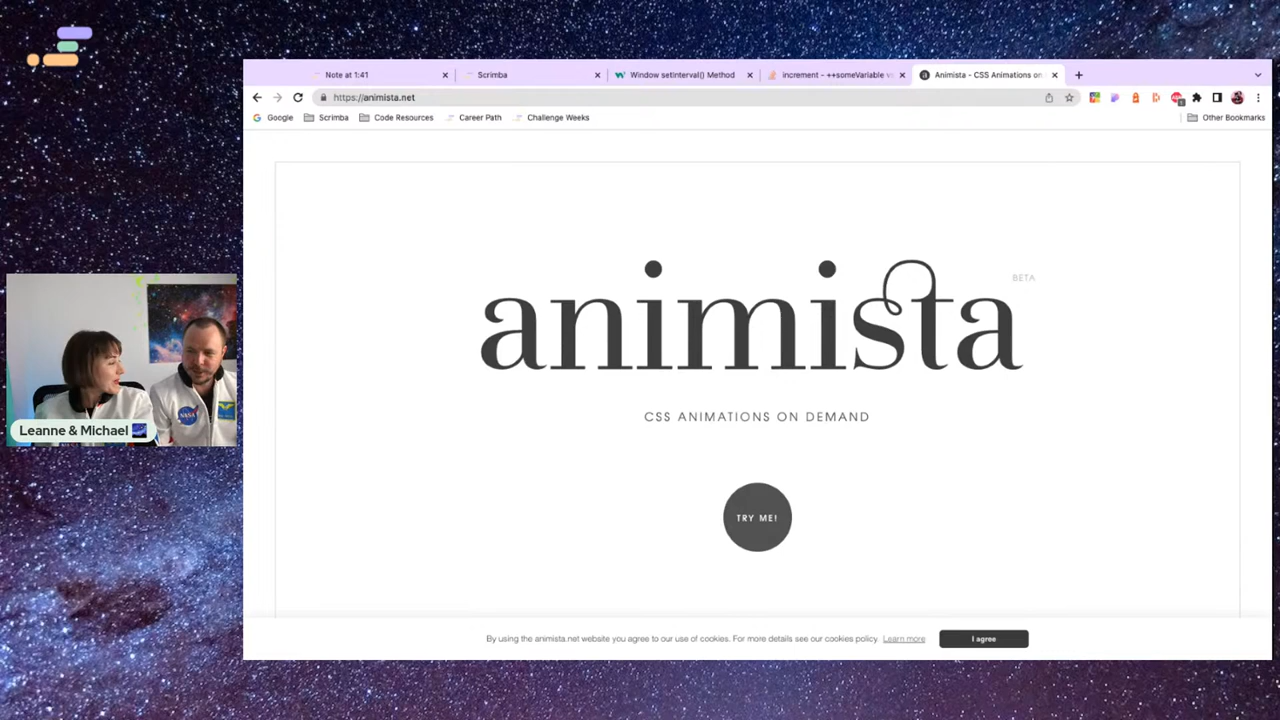 Note at 1:41
Scrimba
Window setInterval() Method
increment - ++someVariable vs
Animista - CSS Animations on
https://animista.net
Google
Scrimba
Code Resources
Career Path
Challenge Weeks
Other Bookmarks
animista
BETA
CSS ANIMATIONS ON DEMAND
TRY ME!
Leanne & Michael
By using the animista.net website you agree to our use of cookies. For more details see our cookies policy. Learn more
I agree